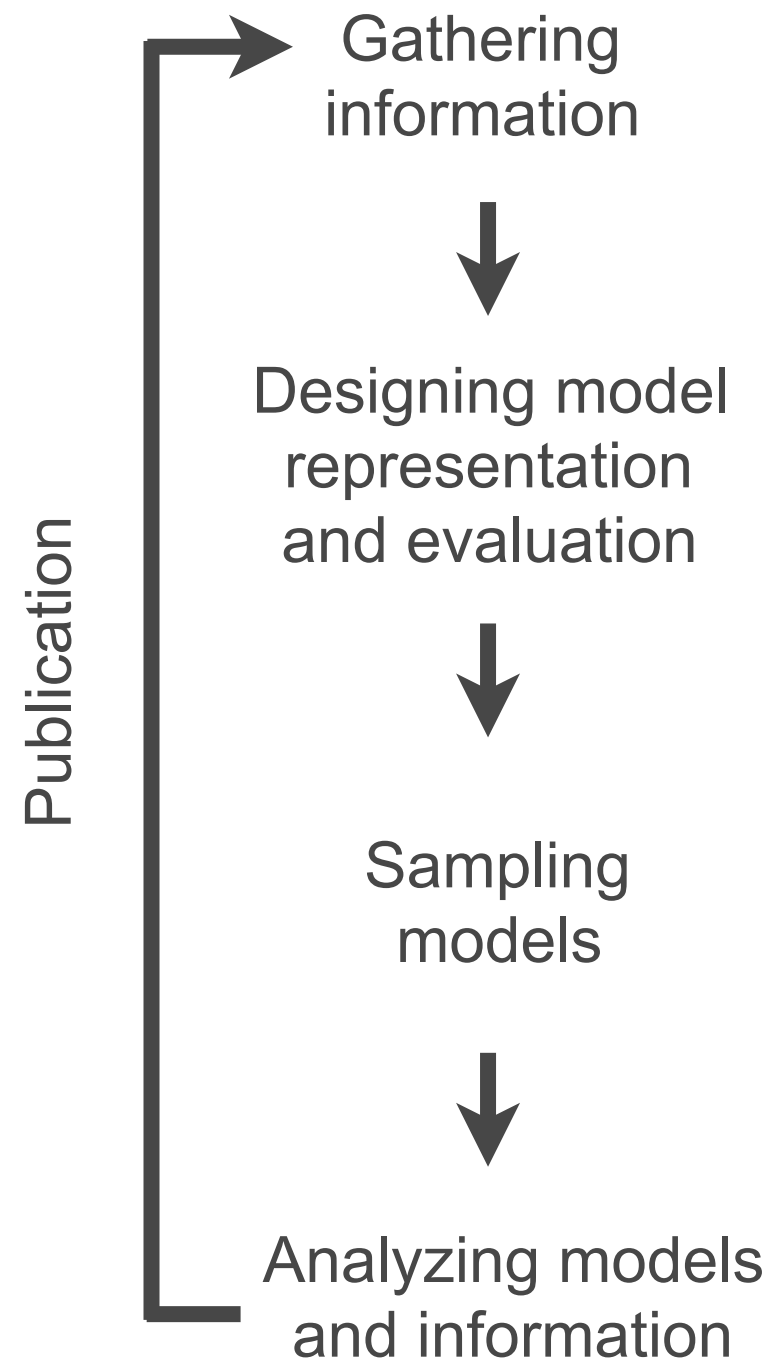 Gathering
information
Designing model
representation
and evaluation
Publication
Sampling
models
Analyzing models
and information